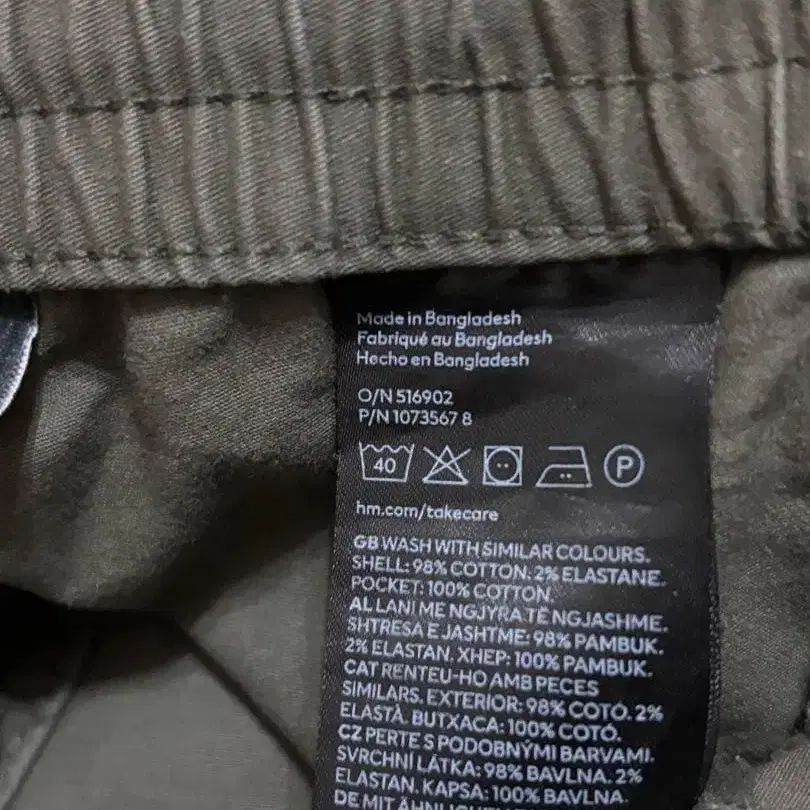 Made in Bangladesh
Fabriqué au Bangladesh
Hecho en Bangladesh
O/N 516902
P/N 1073567 8
40 P
hm.com/takecare
GB WASH WITH SIMILAR COLOURS.
SHELL: 98% COTTON. 2% ELASTANE.
POCKET: 100% COTTON.
AL LANI ME NGJYRA TË NGJASHME.
SHTRESA E JASHTME: 98% PAMBUK.
2% ELASTAN. XHEP: 100% PAMBUK.
CAT RENTEU-HO AMB PECES
SIMILARS. EXTERIOR: 98% COTÓ. 2%
ELASTÀ. BUTXACA: 100% COTÓ.
CZ PERTE S PODOBNÝMI BARVAMI.
SVRCHNÍ LÁTKA: 98% BAVLNA. 2%
ELASTAN. KAPSA: 100% BAVLNA.
DE MIT ÄHNLICHEN